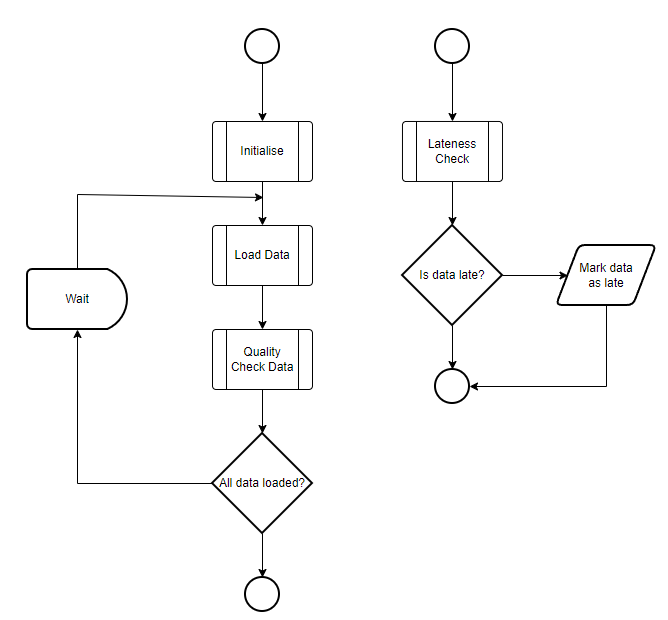 Initialise
Load Data
Wait
Quality
Check Data
All data loaded?
Lateness
Check
Is data late?
Mark data
as late